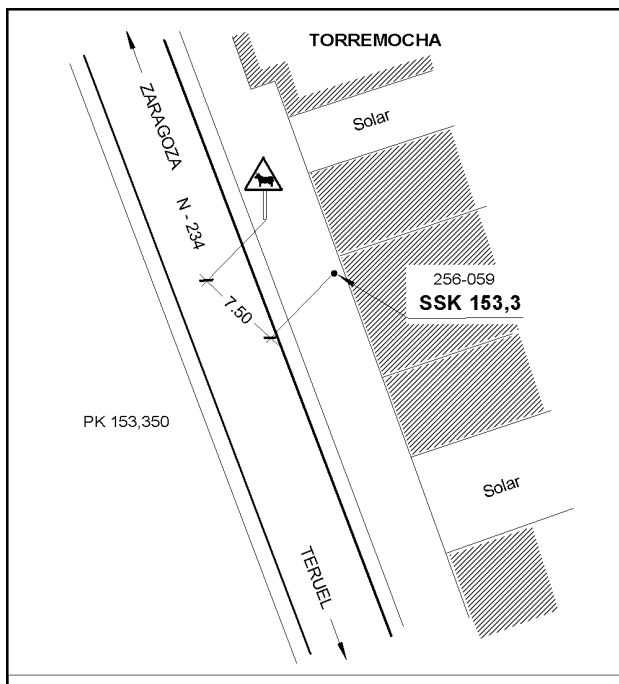 TORREMOCHA
Solar
ZARAGOZA
N - 234
256-059
SSK 153,3
7.50
PK 153,350
Solar
TERUEL